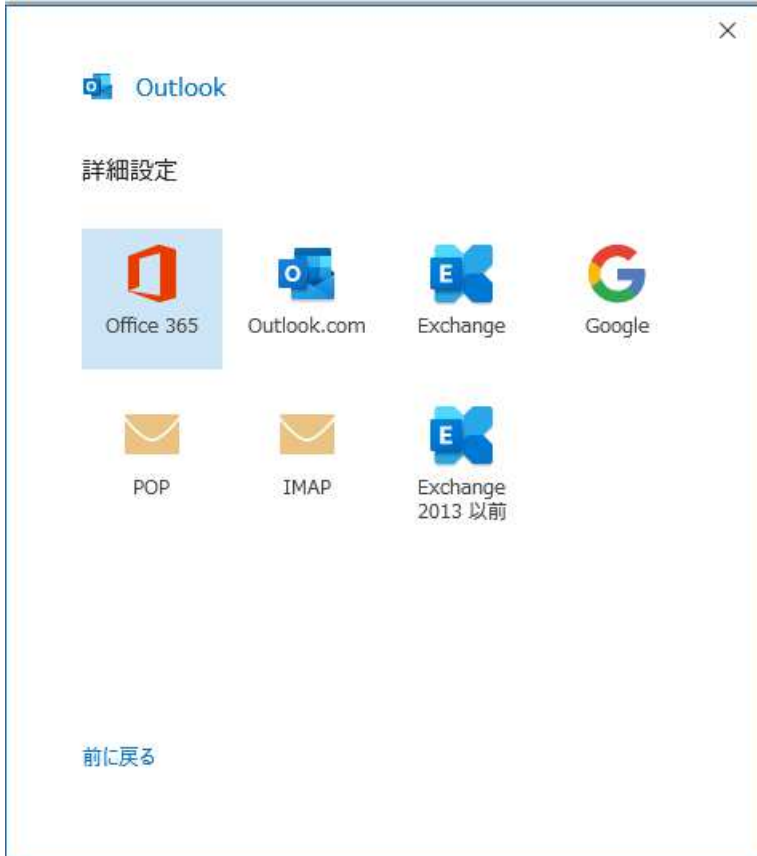 Outlook
詳細設定
Office 365
Outlook.com
Exchange
Google
POP
IMAP
Exchange
2013 以前
前に戻る